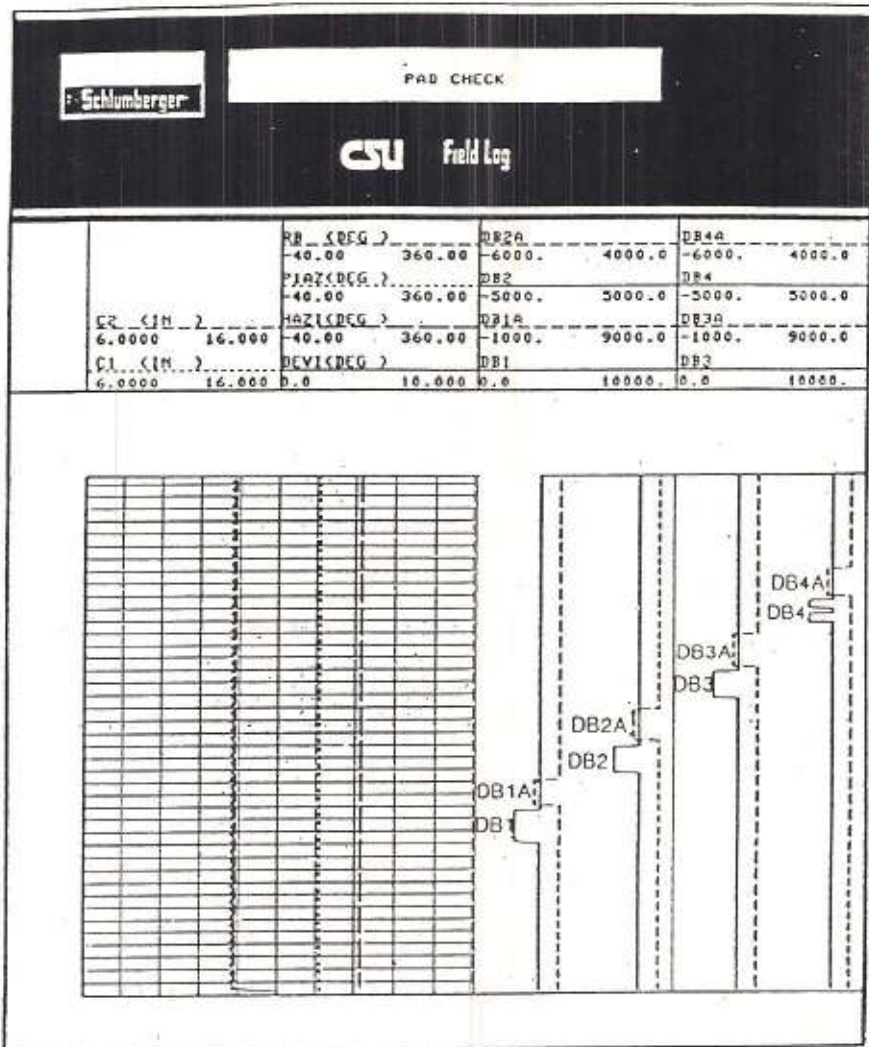 Schlumberger
PAD CHECK
CSU Field Log
RB (DEG ) DB2A DB4A
-40.00 360.00 -6000. 4000.0 -6000. 4000.0
P1AZ(DEG ) DB2 DB4
-40.00 360.00 -5000. 5000.0 -5000. 5000.0
C2 (IN ) HAZI(DEG ) DB1A DB3A
6.0000 16.000 -40.00 360.00 -1000. 9000.0 -1000. 9000.0
C1 (IN ) DEVI(DEG ) DB1 DB3
6.0000 16.000 0.0 10.000 0.0 10000. 0.0 10000.
DB4A
DB4
DB3A
DB3
DB2A
DB2
DB1A
DB1